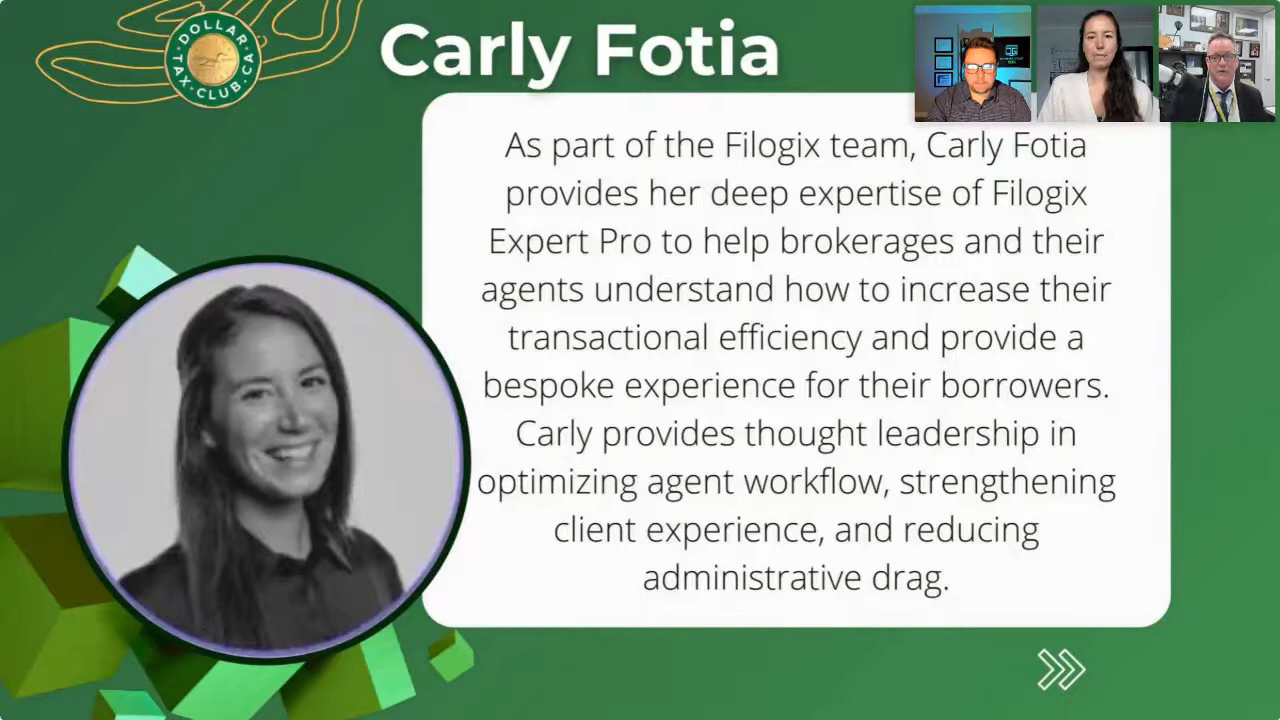 DOLLAR
TAX
CLUB
.CA
Carly Fotia
As part of the Filogix team, Carly Fotia
provides her deep expertise of Filogix
Expert Pro to help brokerages and their
agents understand how to increase their
transactional efficiency and provide a
bespoke experience for their borrowers.
Carly provides thought leadership in
optimizing agent workflow, strengthening
client experience, and reducing
administrative drag.